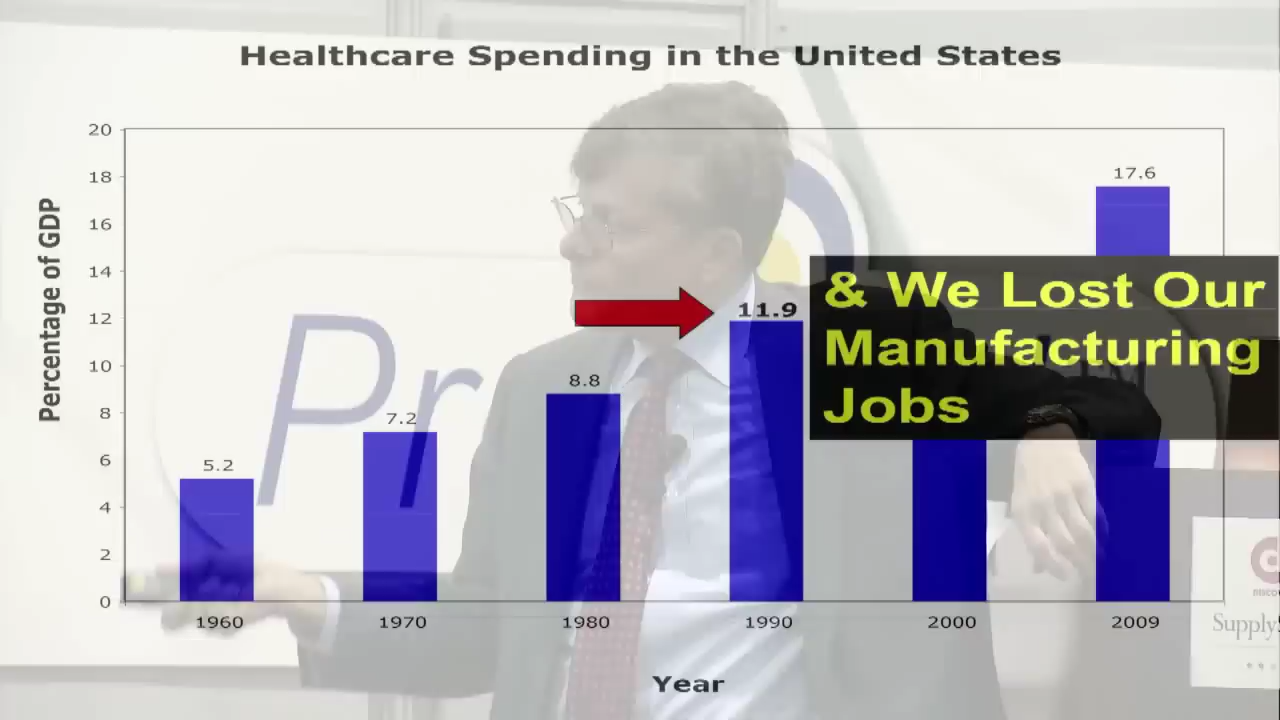 Healthcare Spending in the United States
Percentage of GDP
20
18
16
14
12
10
8
6
4
2
0
5.2
7.2
8.8
11.9
17.6
& We Lost Our
Manufacturing
Jobs
1960
1970
1980
1990
2000
2009
Year
Pr
Supply